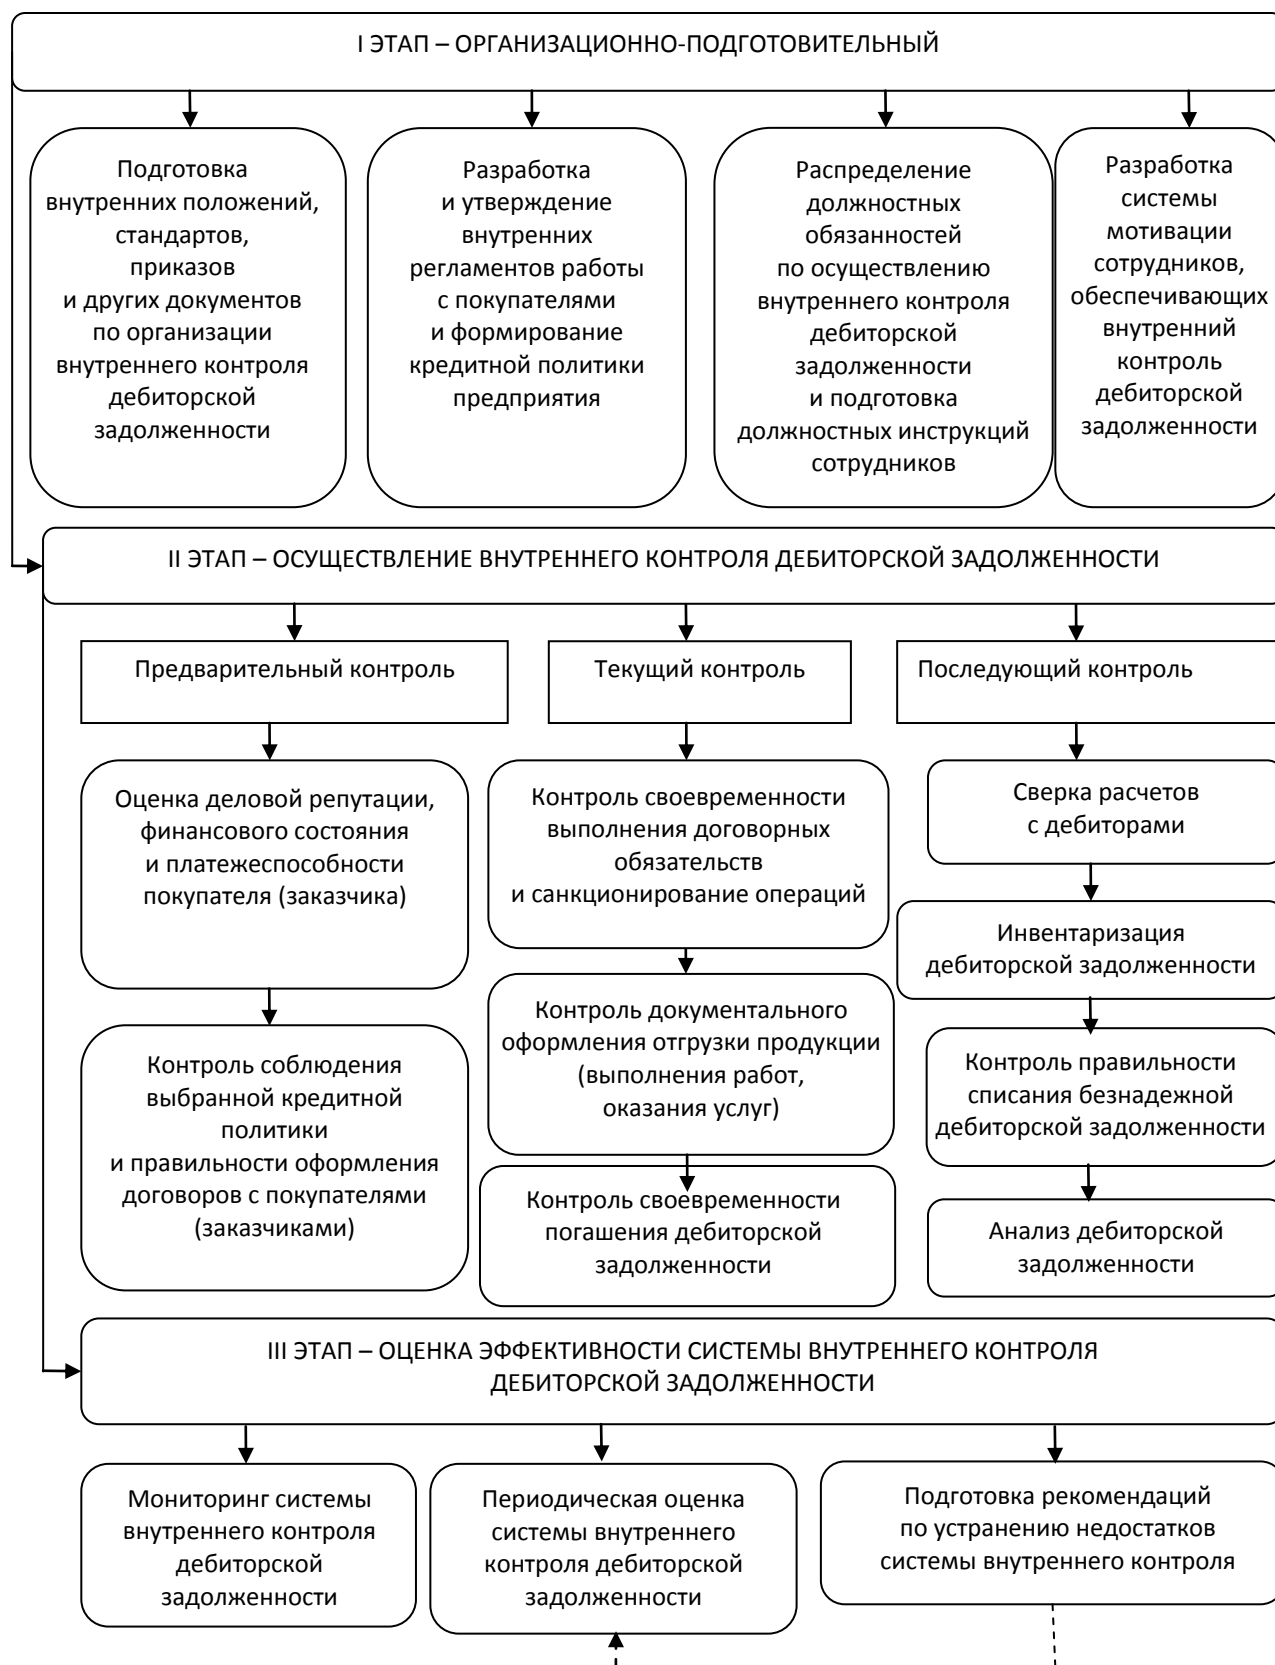 I ЭТАП – ОРГАНИЗАЦИОННО-ПОДГОТОВИТЕЛЬНЫЙ
Подготовка
внутренних положений,
стандартов,
приказов
и других документов
по организации
внутреннего контроля
дебиторской
задолженности
Разработка
и утверждение
внутренних
регламентов работы
с покупателями
и формирование
кредитной политики
предприятия
Распределение
должностных
обязанностей
по осуществлению
внутреннего контроля
дебиторской
задолженности
и подготовка
должностных инструкций
сотрудников
Разработка
системы
мотивации
сотрудников,
обеспечивающих
внутренний
контроль
дебиторской
задолженности
II ЭТАП – ОСУЩЕСТВЛЕНИЕ ВНУТРЕННЕГО КОНТРОЛЯ ДЕБИТОРСКОЙ ЗАДОЛЖЕННОСТИ
Предварительный контроль
Текущий контроль
Последующий контроль
Оценка деловой репутации,
финансового состояния
и платежеспособности
покупателя (заказчика)
Контроль соблюдения
выбранной кредитной
политики
и правильности оформления
договоров с покупателями
(заказчиками)
Контроль своевременности
выполнения договорных
обязательств
и санкционирование операций
Контроль документального
оформления отгрузки продукции
(выполнения работ,
оказания услуг)
Контроль своевременности
погашения дебиторской
задолженности
Сверка расчетов
с дебиторами
Инвентаризация
дебиторской задолженности
Контроль правильности
списания безнадежной
дебиторской задолженности
Анализ дебиторской
задолженности
III ЭТАП – ОЦЕНКА ЭФФЕКТИВНОСТИ СИСТЕМЫ ВНУТРЕННЕГО КОНТРОЛЯ
ДЕБИТОРСКОЙ ЗАДОЛЖЕННОСТИ
Мониторинг системы
внутреннего контроля
дебиторской
задолженности
Периодическая оценка
системы внутреннего
контроля дебиторской
задолженности
Подготовка рекомендаций
по устранению недостатков
системы внутреннего контроля